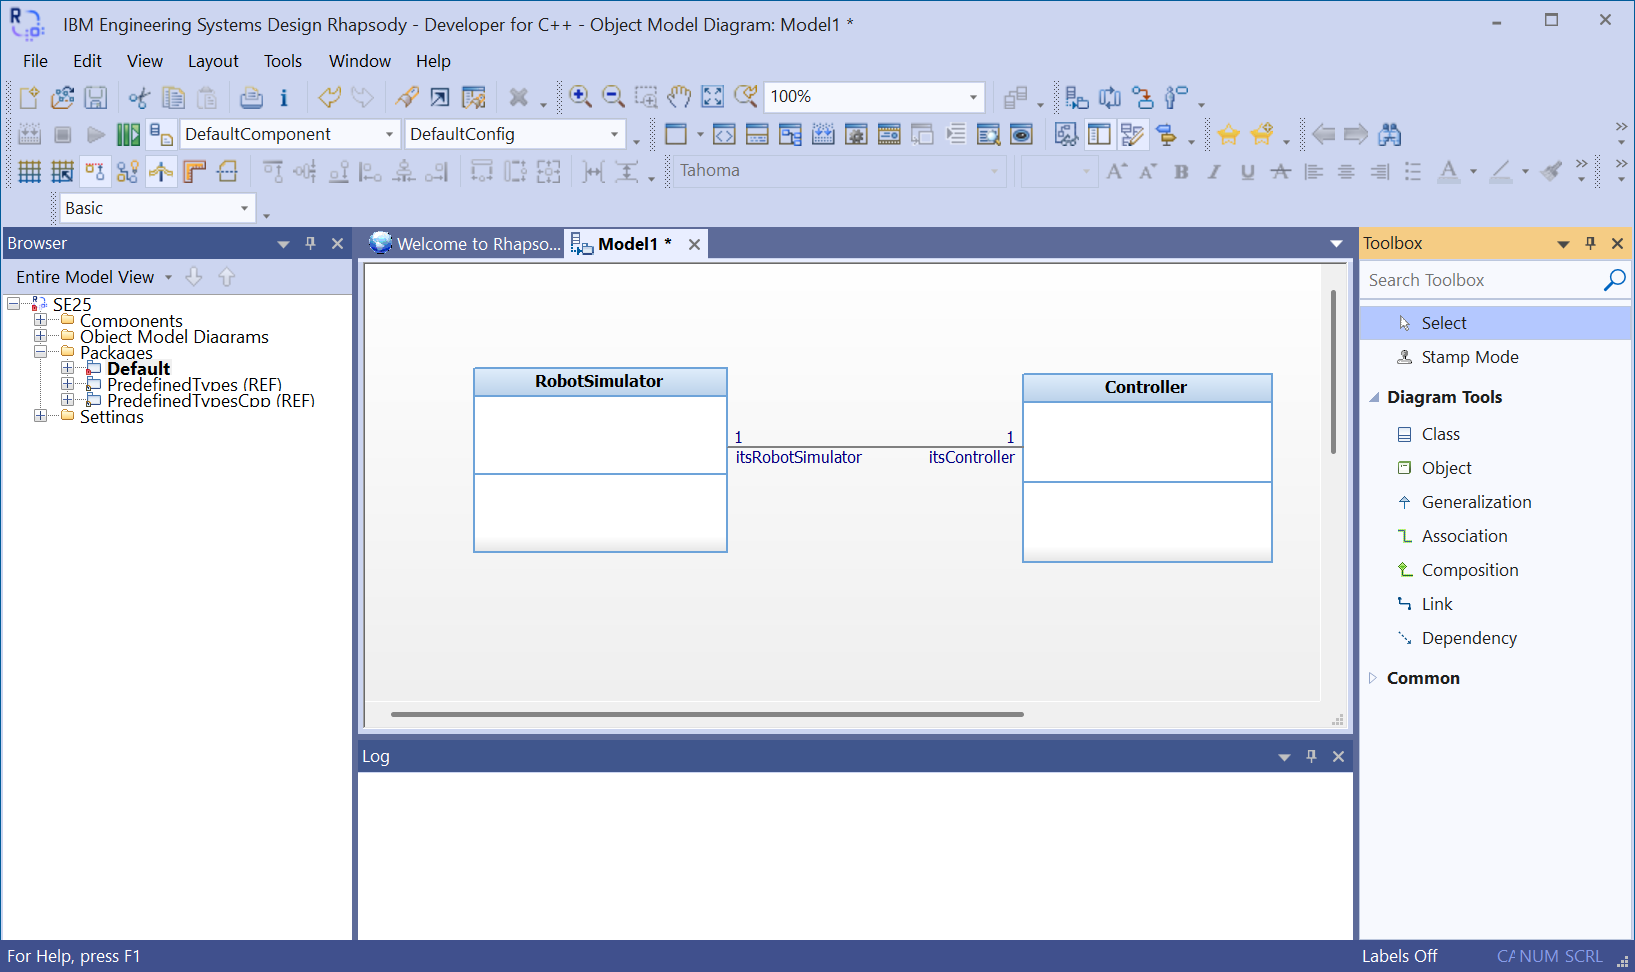 IBM Engineering Systems Design Rhapsody - Developer for C++ - Object Model Diagram: Model1 *
File Edit View Layout Tools Window Help
100%
DefaultComponent DefaultConfig
Tahoma
Basic
Browser
Entire Model View
SE25
Components
Object Model Diagrams
Packages
Default
PredefinedTypes (REF)
PredefinedTypesCpp (REF)
Settings
Welcome to Rhapso... Model1 *
RobotSimulator
Controller
1 1
itsRobotSimulator itsController
Log
Toolbox
Search Toolbox
Select
Stamp Mode
Diagram Tools
Class
Object
Generalization
Association
Composition
Link
Dependency
Common
For Help, press F1 Labels Off CA NUM SCRL